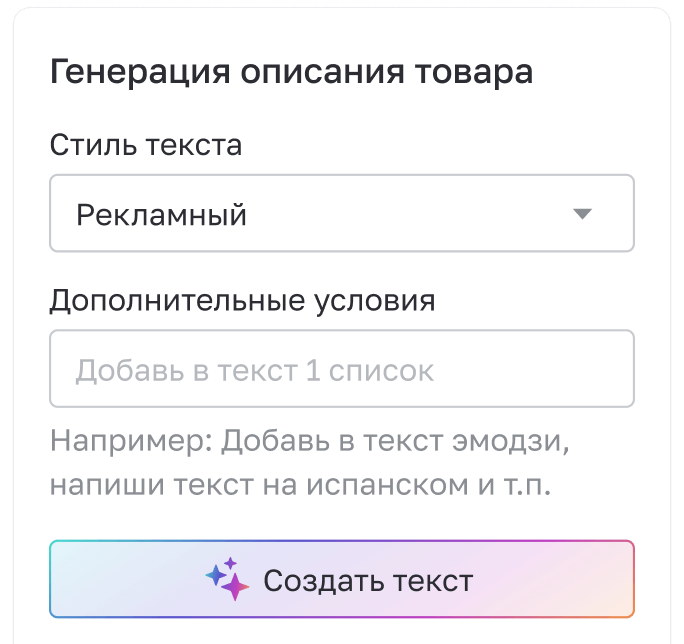 Генерация описания товара
Стиль текста
Рекламный
Дополнительные условия
Добавь в текст 1 список
Например: Добавь в текст эмодзи,
напиши текст на испанском и т.п.
Создать текст